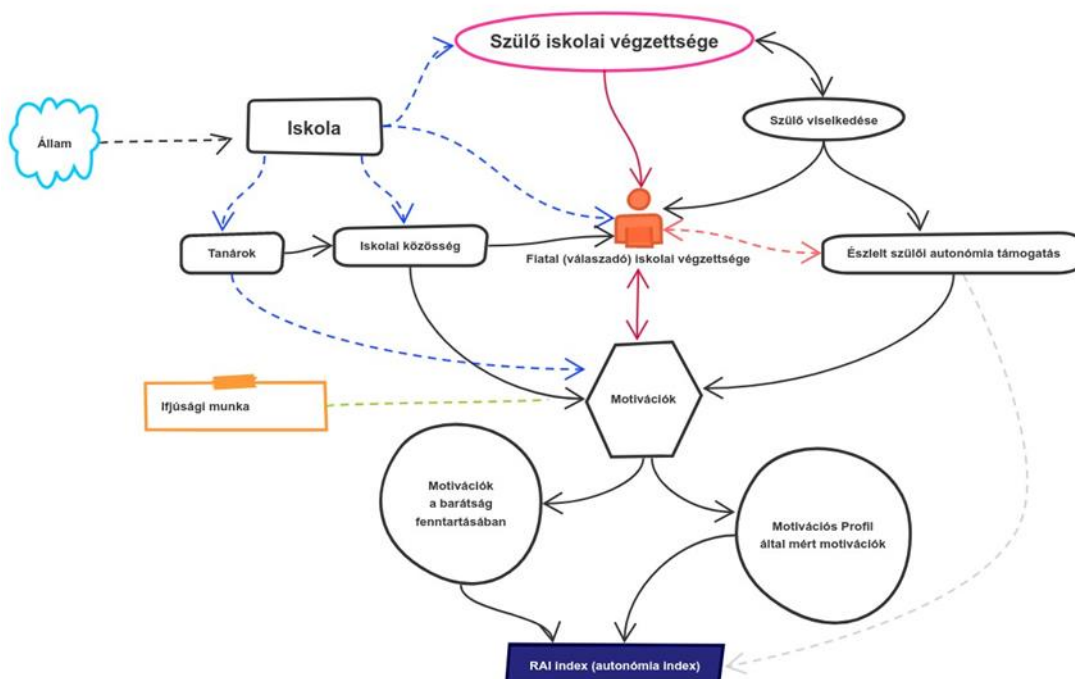 Szülő iskolai végzettsége
Iskola
Szülő viselkedése
Állam
Tanárok
Iskolai közösség
Fiatal (válaszadó) iskolai végzettsége
Észlelt szülői autonómia támogatás
Ifjúsági munka
Motivációk
Motivációk
a barátság
fenntartásában
Motivációs Profil
által mért motivációk
RAI index (autonómia index)